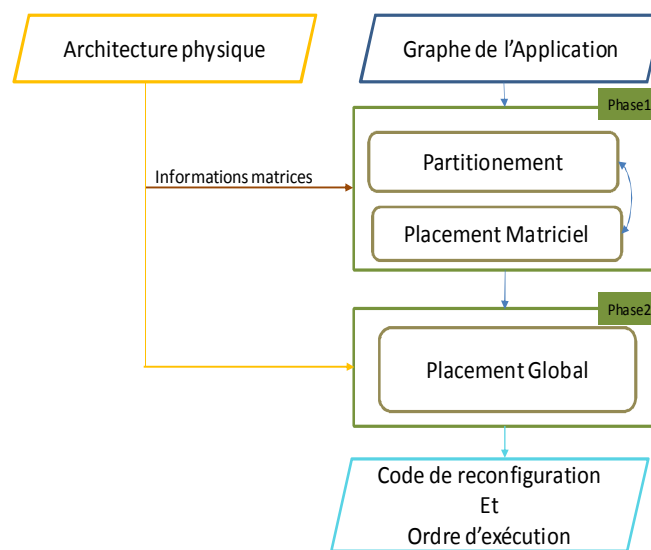 Architecture physique
Graphe de l'Application
Phase1
Partitionement
Informations matrices
Placement Matriciel
Phase2
Placement Global
Code de reconfiguration
Et
Ordre d'exécution